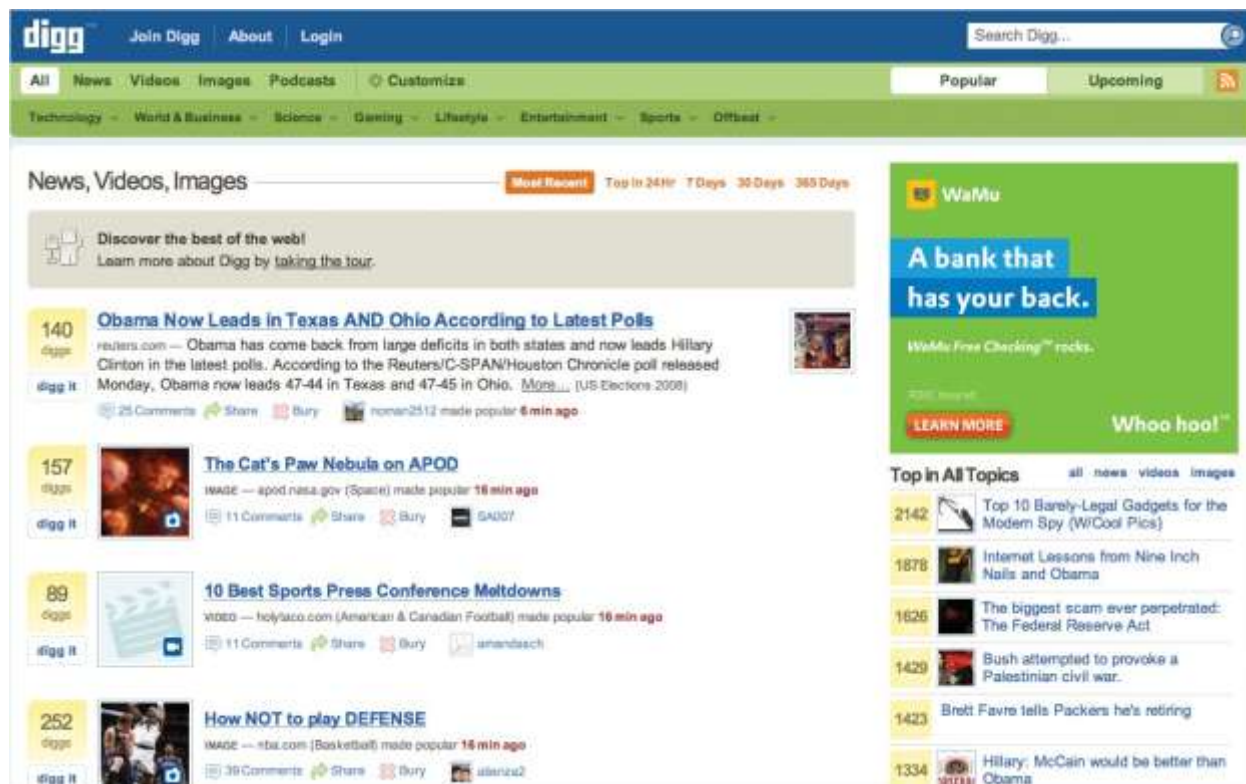 digg
Join Digg
About
Login
Search Digg...
All
News
Videos
Images
Podcasts
Customize
Popular
Upcoming
Technology
World & Business
Science
Gaming
Lifestyle
Entertainment
Sports
Offbeat
News, Videos, Images
Most Recent
Top in 24Hr
7 Days
30 Days
365 Days
Discover the best of the web!
Learn more about Digg by taking the tour.
140
diggs
digg it
Obama Now Leads in Texas AND Ohio According to Latest Polls
reuters.com — Obama has come back from large deficits in both states and now leads Hillary
Clinton in the latest polls. According to the Reuters/C-SPAN/Houston Chronicle poll released
Monday, Obama now leads 47-44 in Texas and 47-45 in Ohio. More... (US Elections 2008)
25 Comments Share Bury noman2512 made popular 6 min ago
157
diggs
digg it
The Cat's Paw Nebula on APOD
IMAGE — apod.nasa.gov (Space) made popular 16 min ago
11 Comments Share Bury SA007
89
diggs
digg it
10 Best Sports Press Conference Meltdowns
VIDEO — holytaco.com (American & Canadian Football) made popular 16 min ago
11 Comments Share Bury amandasch
252
diggs
digg it
How NOT to play DEFENSE
IMAGE — nba.com (Basketball) made popular 16 min ago
39 Comments Share Bury
WaMu
A bank that
has your back.
WaMu Free Checking™ rocks.
LEARN MORE
Whoo hoo!™
Top in All Topics
all news videos images
2142
Top 10 Barely-Legal Gadgets for the
Modern Spy (W/Cool Pics)
1878
Internet Lessons from Nine Inch
Nails and Obama
1626
The biggest scam ever perpetrated:
The Federal Reserve Act
1429
Bush attempted to provoke a
Palestinian civil war.
1423
Brett Favre tells Packers he's retiring
1334
Hillary: McCain would be better than
Obama